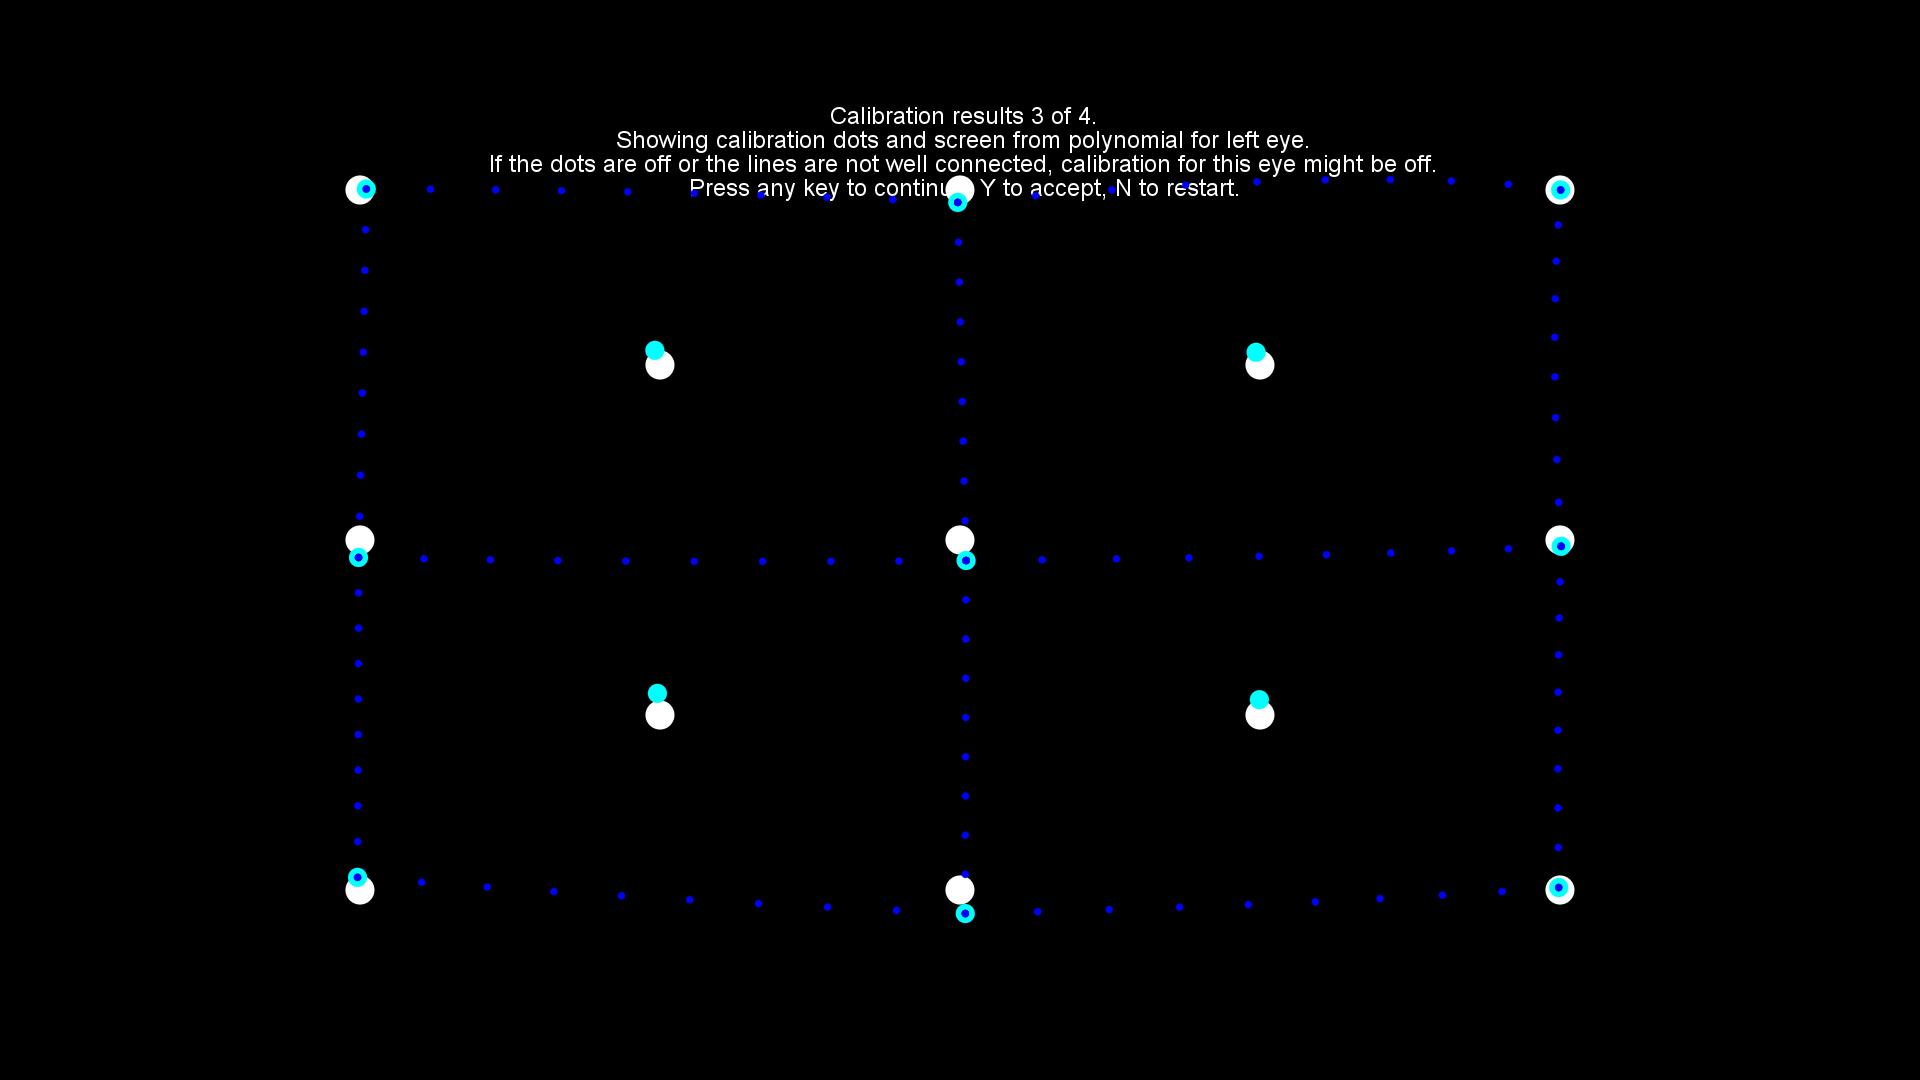 Calibration results 3 of 4.
Showing calibration dots and screen from polynomial for left eye.
If the dots are off or the lines are not well connected, calibration for this eye might be off.
Press any key to continue, Y to accept, N to restart.